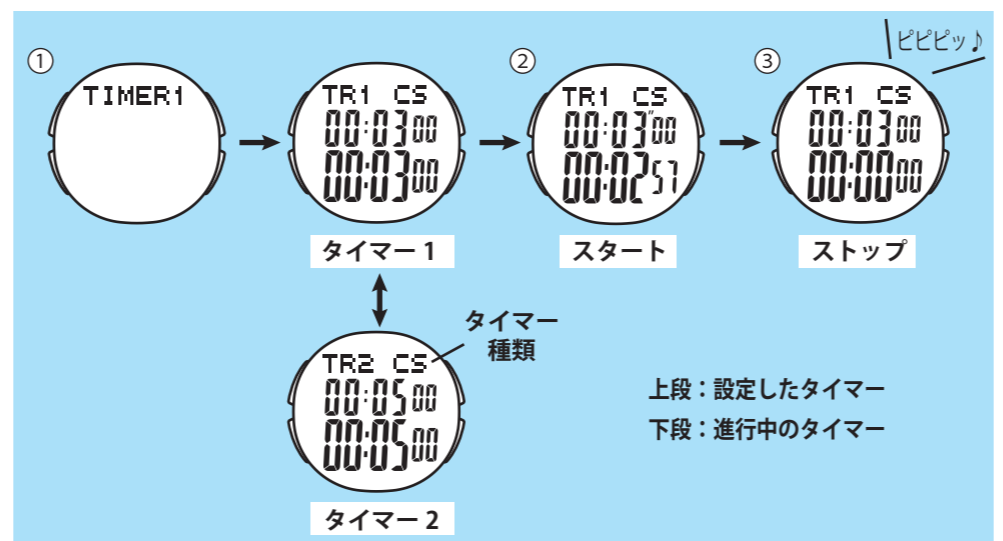 ①
TIMER1
TR1 CS
00:03 00
00:03 00
タイマー 1
②
TR1 CS
00:03"00
00:02 57
スタート
③
ピピピッ♪
TR1 CS
00:03 00
00:00 00
ストップ
タイマー
種類
TR2 CS
00:05 00
00:05 00
タイマー 2
上段：設定したタイマー
下段：進行中のタイマー